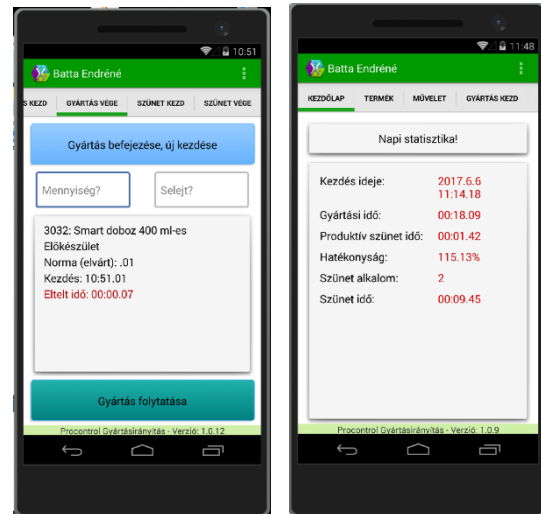 10:51
Batta Endréné
S KEZD GYÁRTÁS VÉGE SZÜNET KEZD SZÜNET VÉGE
Gyártás befejezése, új kezdése
Mennyiség? Selejt?
3032: Smart doboz 400 ml-es
Előkészület
Norma (elvárt): .01
Kezdés: 10:51.01
Eltelt idő: 00:00.07
Gyártás folytatása
Procontrol Gyártásirányítás - Verzió: 1.0.12
11:48
Batta Endréné
KEZDŐLAP TERMÉK MŰVELET GYÁRTÁS KEZD
Napi statisztika!
Kezdés ideje: 2017.6.6
11:14.18
Gyártási idő: 00:18.09
Produktív szünet idő: 00:01.42
Hatékonyság: 115.13%
Szünet alkalom: 2
Szünet idő: 00:09.45
Procontrol Gyártásirányítás - Verzió: 1.0.9